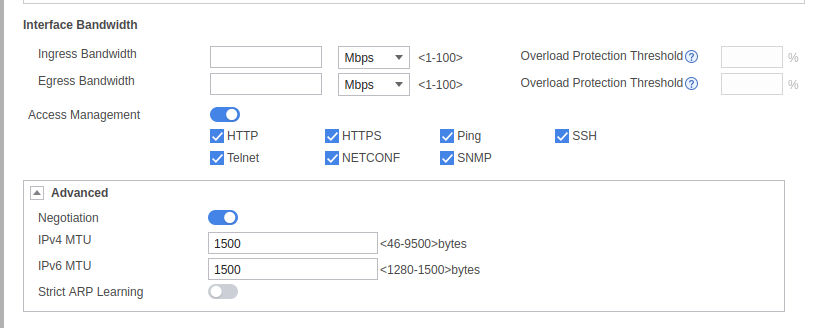 Interface Bandwidth
Ingress Bandwidth Mbps <1-100> Overload Protection Threshold ? %
Egress Bandwidth Mbps <1-100> Overload Protection Threshold ? %
Access Management
HTTP HTTPS Ping SSH
Telnet NETCONF SNMP
Advanced
Negotiation
IPv4 MTU 1500 <46-9500>bytes
IPv6 MTU 1500 <1280-1500>bytes
Strict ARP Learning